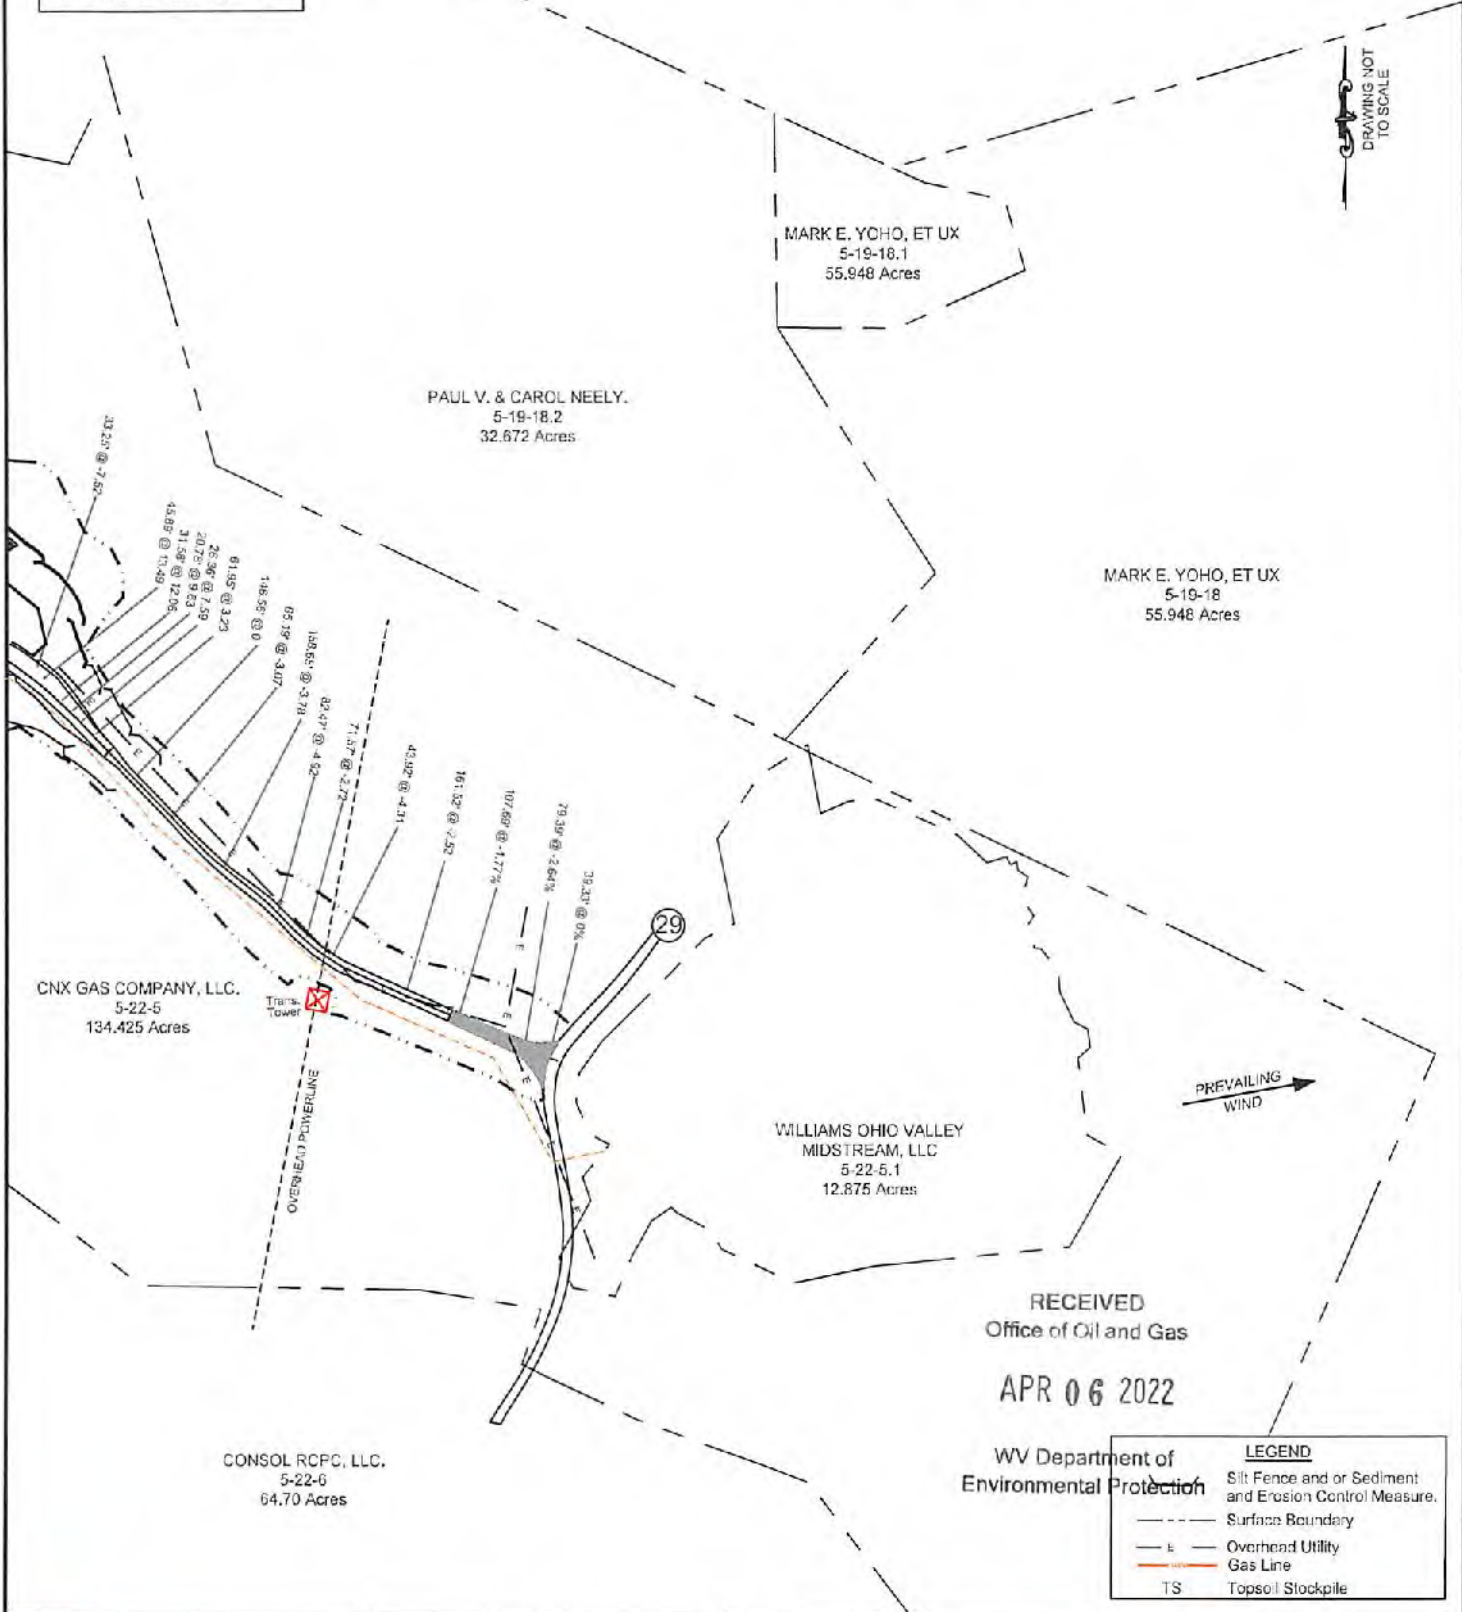 DRAWING NOT
TO SCALE
MARK E. YOHO, ET UX
5-19-18.1
55.948 Acres
PAUL V. & CAROL NEELY.
5-19-18.2
32.672 Acres
MARK E. YOHO, ET UX
5-19-18
55.948 Acres
33.25' @ -7.52
45.89' @ 13.49
31.58' @ 12.06
20.78' @ 9.83
26.96' @ 7.59
61.95' @ 3.23
148.56' @ 0
85.19' @ -3.07
158.65' @ -3.78
82.47' @ -4.92
71.57' @ -2.72
43.92' @ -4.31
161.52' @ -2.52
107.69' @ -1.77%
79.39' @ -2.64%
39.33' @ 0%
29
CNX GAS COMPANY, LLC.
5-22-5
134.425 Acres
Trans.
Tower
OVERHEAD POWERLINE
E
E
E
E
E
E
PREVAILING
WIND
WILLIAMS OHIO VALLEY
MIDSTREAM, LLC
5-22-5.1
12.875 Acres
RECEIVED
Office of Oil and Gas
APR 06 2022
WV Department of
Environmental Protection
CONSOL RCPC, LLC.
5-22-6
64.70 Acres
LEGEND
Silt Fence and or Sediment
and Erosion Control Measure.
Surface Boundary
E Overhead Utility
Gas Line
TS Topsoil Stockpile